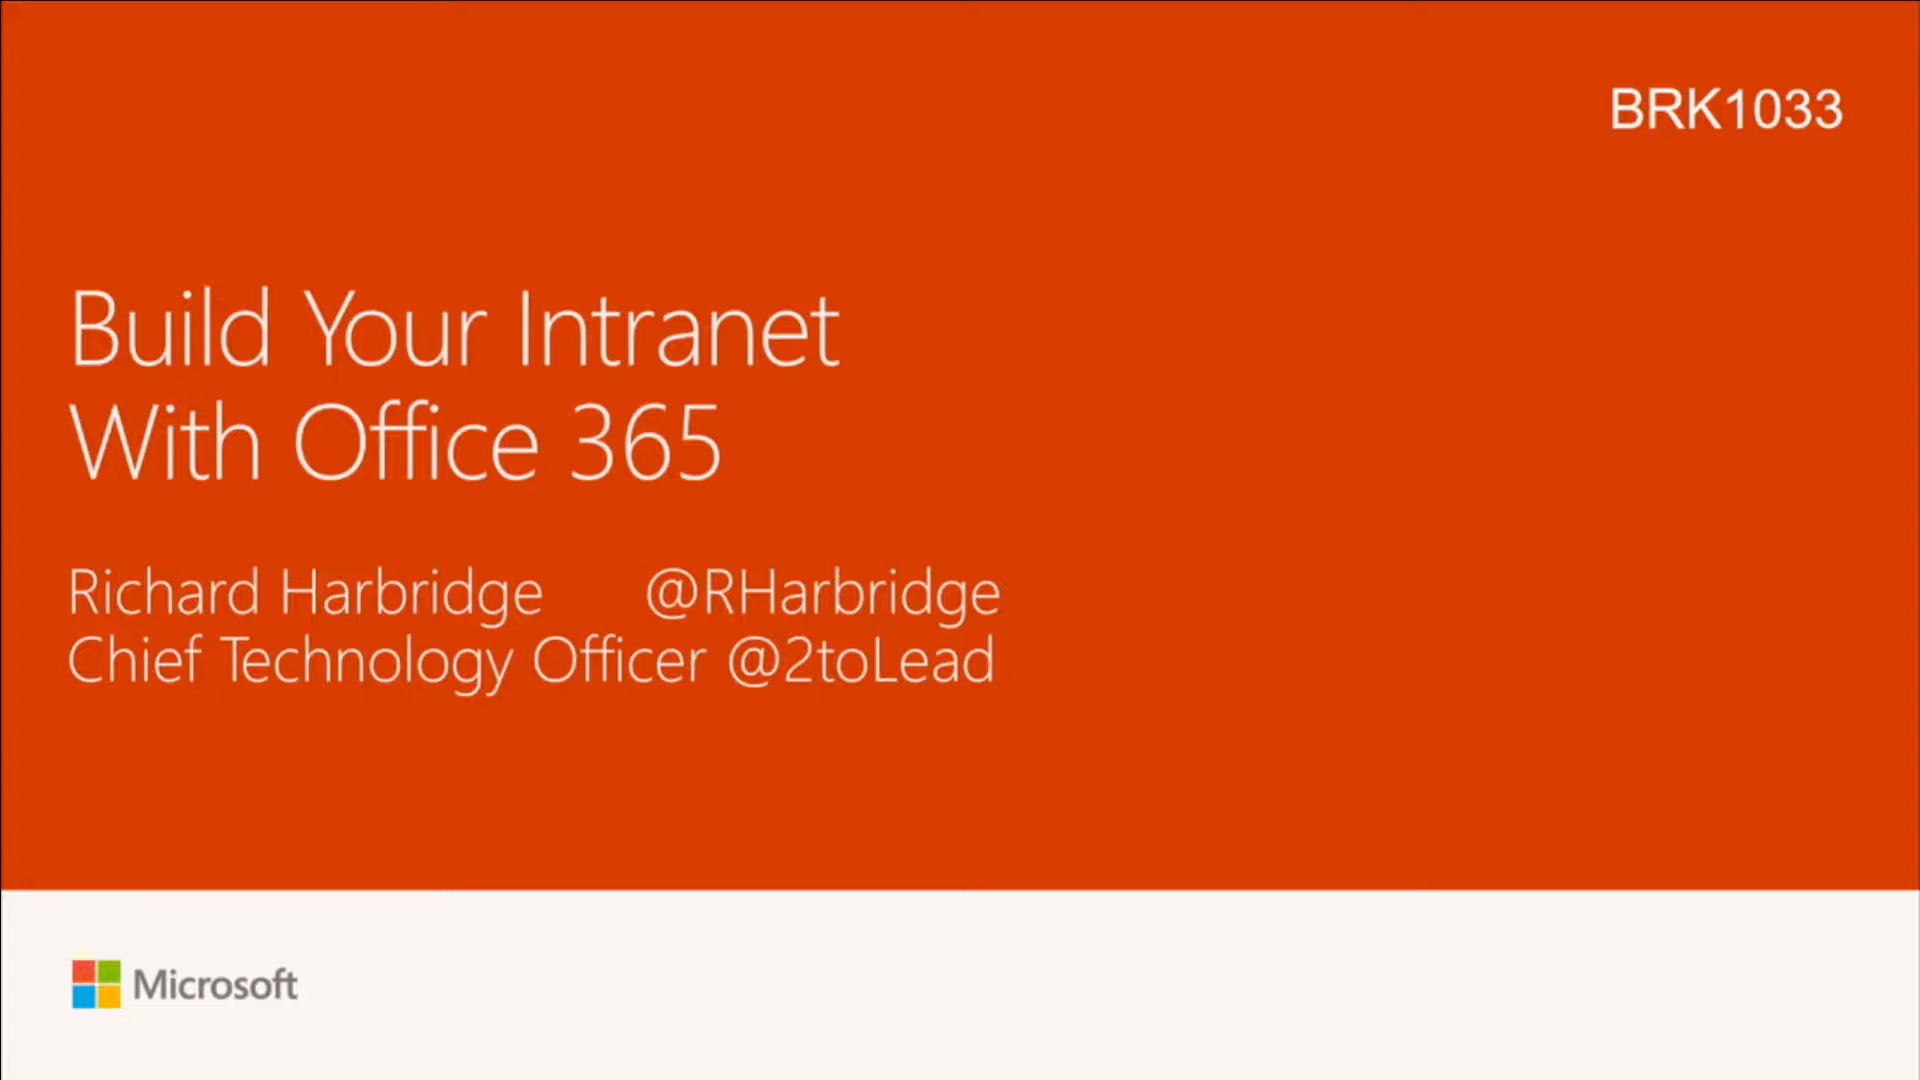 BRK1033
Build Your Intranet
With Office 365
Richard Harbridge @RHarbridge
Chief Technology Officer @2toLead
Microsoft